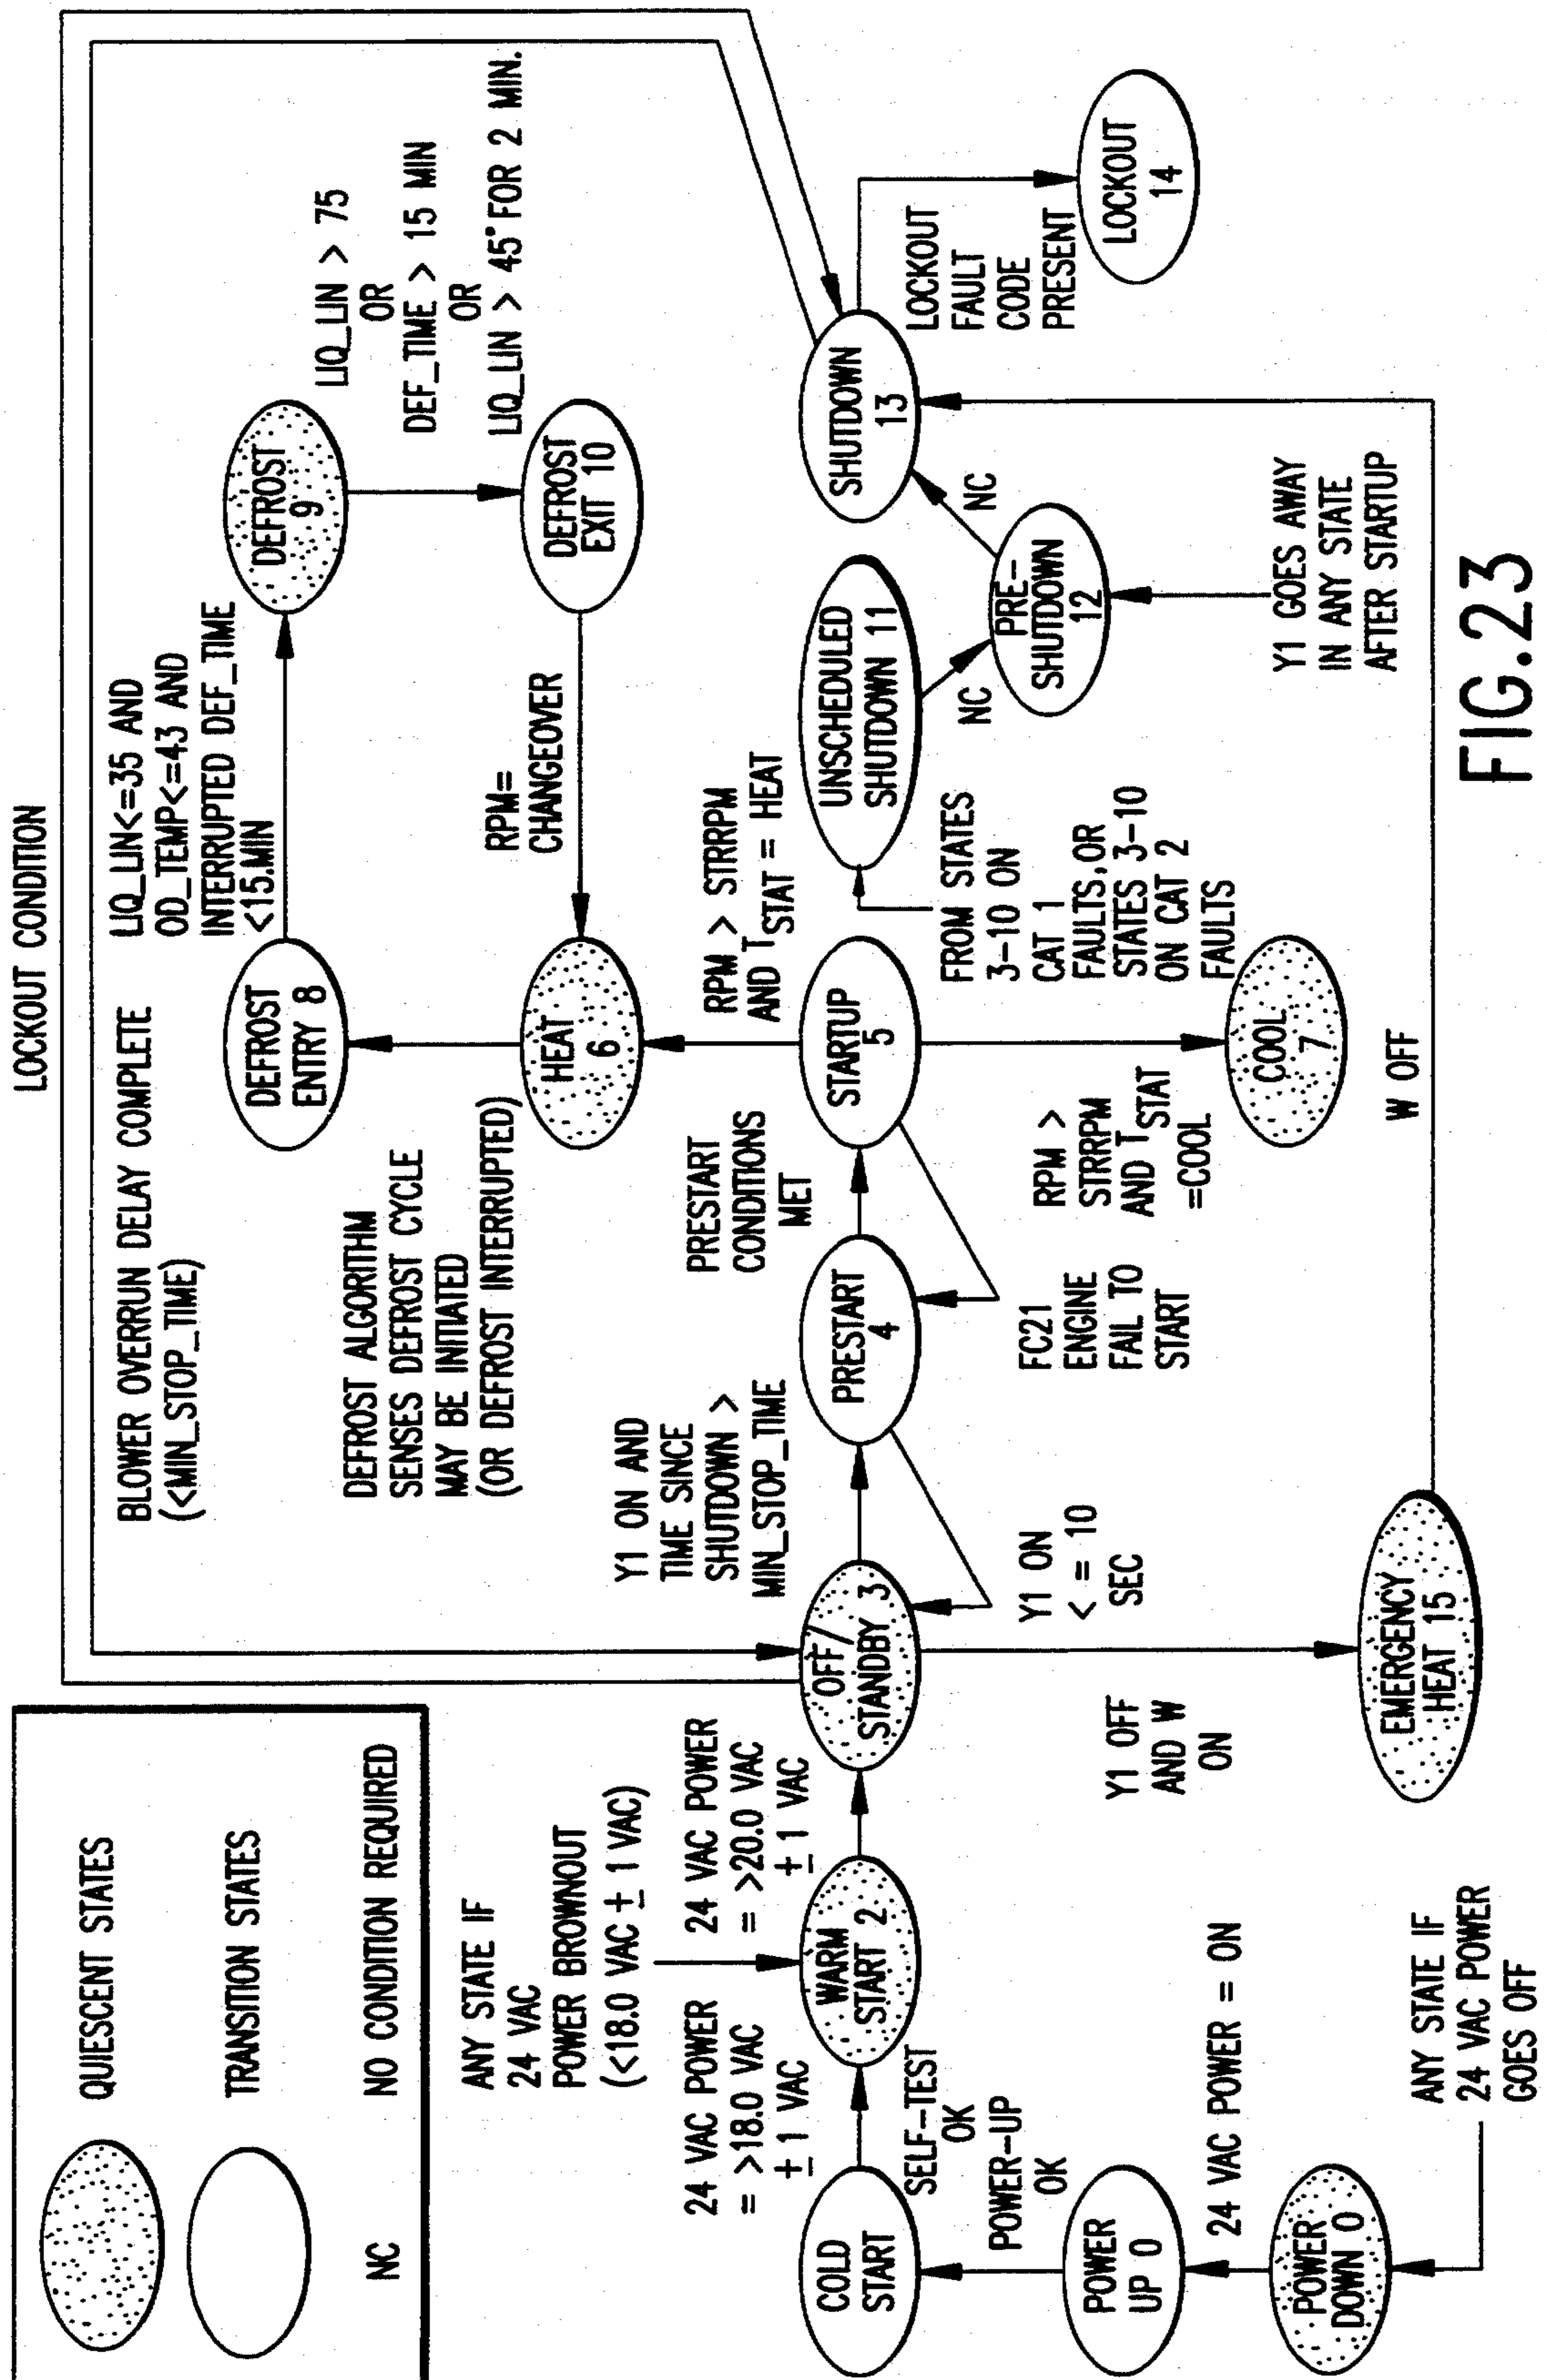 QUIESCENT STATES
TRANSITION STATES
NC
NO CONDITION REQUIRED
LOCKOUT CONDITION
BLOWER OVERRUN DELAY COMPLETE
(<MIN_STOP_TIME)
ANY STATE IF
24 VAC
POWER BROWNOUT
(<18.0 VAC ± 1 VAC)
24 VAC POWER
= >18.0 VAC
± 1 VAC
24 VAC POWER
= >20.0 VAC
± 1 VAC
COLD
START
SELF-TEST
OK
POWER-UP
OK
POWER
UP 0
24 VAC POWER = ON
POWER
DOWN 0
ANY STATE IF
24 VAC POWER
GOES OFF
WARM
START 2
OFF/
STANDBY 3
Y1 ON AND
TIME SINCE
SHUTDOWN >
MIN_STOP_TIME
Y1 ON
< = 10
SEC
Y1 OFF
AND W
ON
EMERGENCY
HEAT 15
W OFF
PRESTART
4
PRESTART
CONDITIONS
MET
FC21
ENGINE
FAIL TO
START
STARTUP
5
RPM > STRRPM
AND TSTAT = HEAT
RPM >
STRRPM
AND TSTAT
=COOL
COOL
7
HEAT
6
DEFROST ALGORITHM
SENSES DEFROST CYCLE
MAY BE INITIATED
(OR DEFROST INTERRUPTED)
DEFROST
ENTRY 8
LIQ_LIN<=35 AND
OD_TEMP<=43 AND
INTERRUPTED DEF_TIME
<15.MIN
DEFROST
9
LIQ_LIN > 75
OR
DEF_TIME > 15 MIN
OR
LIQ_LIN > 45° FOR 2 MIN.
DEFROST
EXIT 10
RPM=
CHANGEOVER
FROM STATES
3-10 ON
CAT 1
FAULTS,OR
STATES 3-10
ON CAT 2
FAULTS
UNSCHEDULED
SHUTDOWN 11
NC
PRE-
SHUTDOWN
12
NC
Y1 GOES AWAY
IN ANY STATE
AFTER STARTUP
SHUTDOWN
13
LOCKOUT
FAULT
CODE
PRESENT
LOCKOUT
14
FIG.23